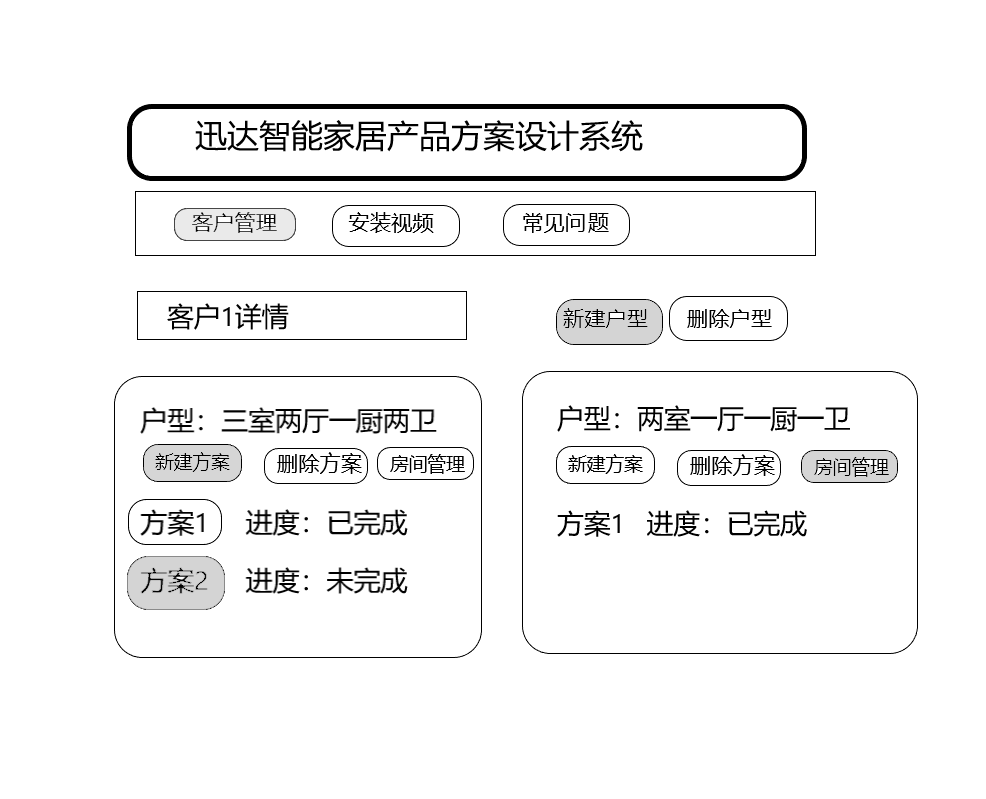 迅达智能家居产品方案设计系统
客户管理 安装视频 常见问题
客户1详情
新建户型 删除户型
户型：三室两厅一厨两卫
新建方案 删除方案 房间管理
方案1 进度：已完成
方案2 进度：未完成
户型：两室一厅一厨一卫
新建方案 删除方案 房间管理
方案1 进度：已完成